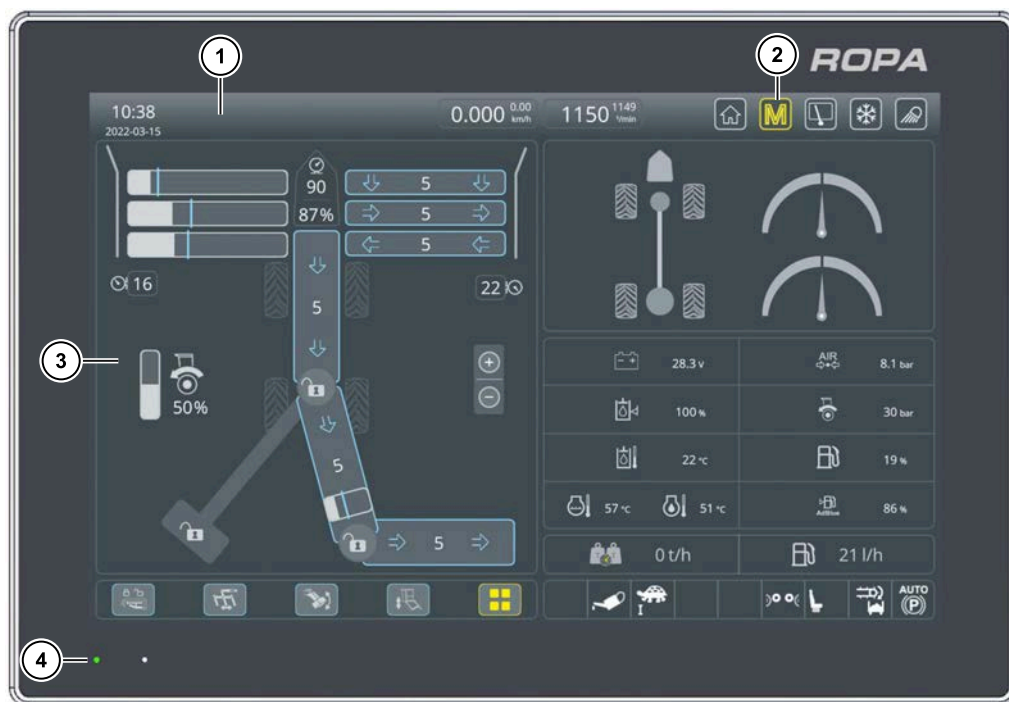 1
2
ROPA
10:38
2022-03-15
0.000 0.00 km/h
1150 1149 1/min
M
90
87%
5
5
5
16
22
5
3
50%
5
5
28.3 V
AIR
8.1 bar
100 %
30 bar
22 °C
19 %
57 °C
51 °C
AdBlue
86 %
0 t/h
21 l/h
I
AUTO
P
4